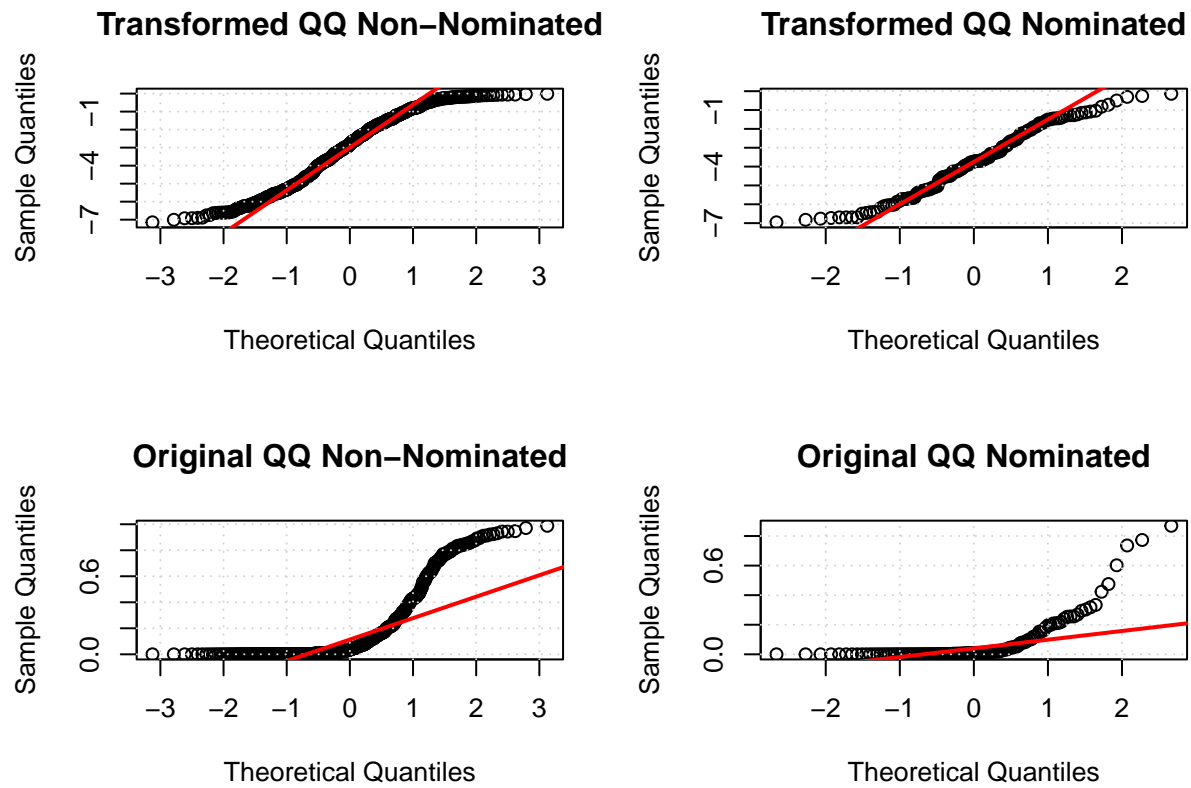 Transformed QQ Non−Nominated
Sample Quantiles
−7 −4 −1
−3 −2 −1 0 1 2 3
Theoretical Quantiles
Transformed QQ Nominated
Sample Quantiles
−7 −4 −1
−2 −1 0 1 2
Theoretical Quantiles
Original QQ Non−Nominated
Sample Quantiles
0.0 0.6
−3 −2 −1 0 1 2 3
Theoretical Quantiles
Original QQ Nominated
Sample Quantiles
0.0 0.6
−2 −1 0 1 2
Theoretical Quantiles